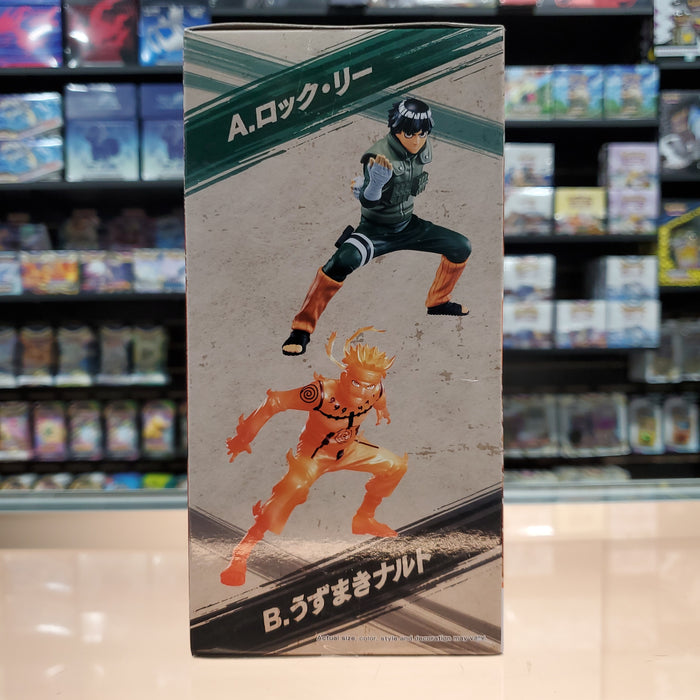 A.ロック・リー
B.うずまきナルト
Actual size, color, style and decoration may vary.